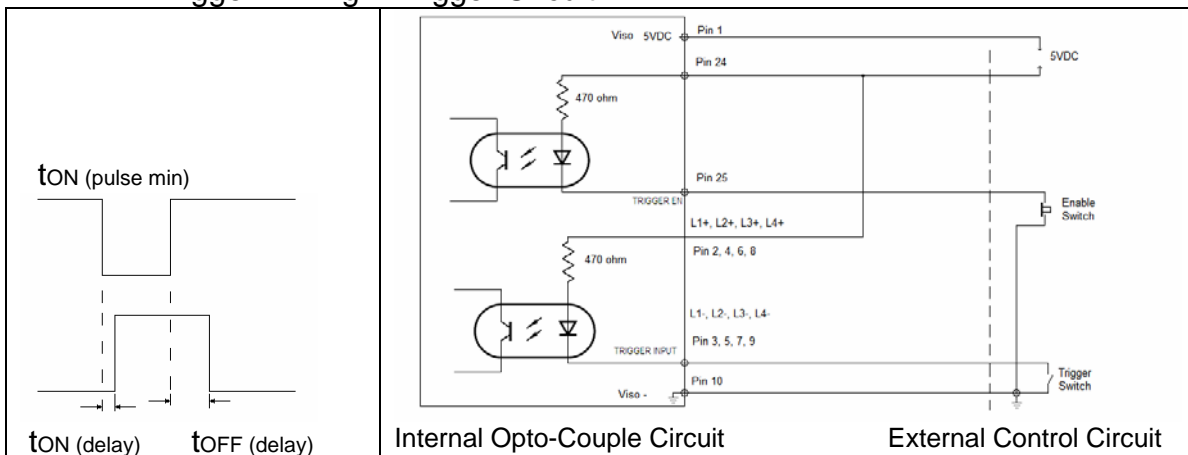 Viso 5VDC
Pin 1
5VDC
Pin 24
470 ohm
tON (pulse min)
Pin 25
TRIGGER EN
Enable
Switch
L1+, L2+, L3+, L4+
Pin 2, 4, 6, 8
470 ohm
L1-, L2-, L3-, L4-
Pin 3, 5, 7, 9
TRIGGER INPUT
Trigger
Switch
Pin 10
Viso -
tON (delay) tOFF (delay)
Internal Opto-Couple Circuit External Control Circuit